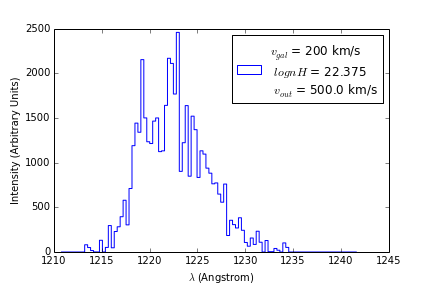 2500
2000
1500
1000
500
0
Intensity (Arbitrary Units)
v_gal = 200 km/s
lognH = 22.375
v_out = 500.0 km/s
1210 1215 1220 1225 1230 1235 1240 1245
λ (Angstrom)